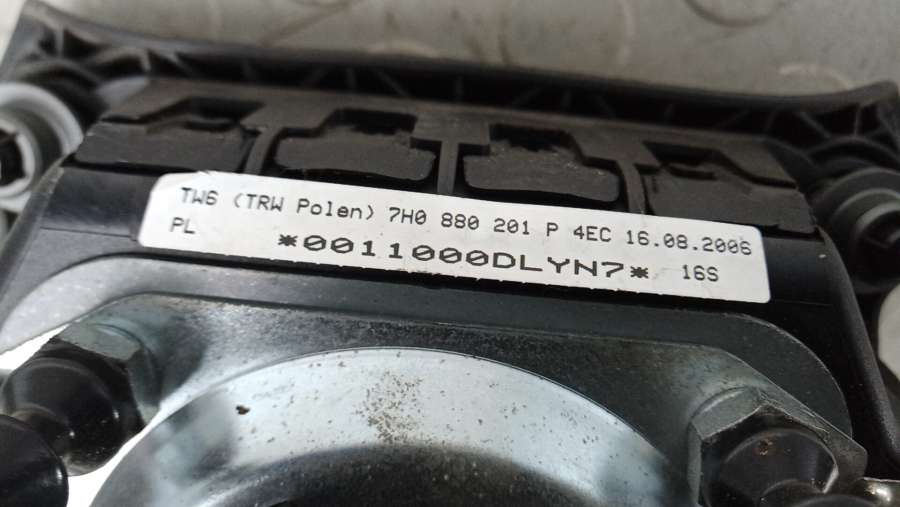 TW6 (TRW Polen) 7H0 880 201 P 4EC 16.08.2006
PL *0011000DLYN7* 16S